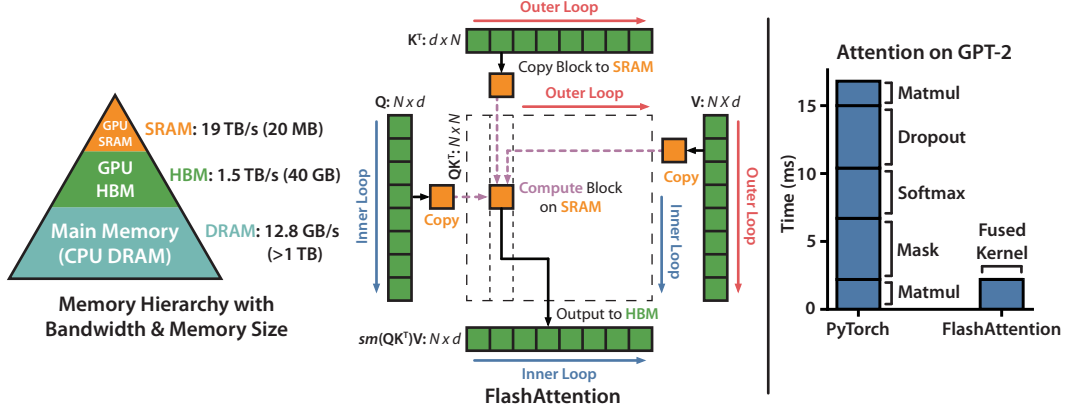 GPU
SRAM
GPU
HBM
Main Memory
(CPU DRAM)
SRAM: 19 TB/s (20 MB)
HBM: 1.5 TB/s (40 GB)
DRAM: 12.8 GB/s
(>1 TB)
Memory Hierarchy with
Bandwidth & Memory Size
Outer Loop
Kᵀ: d x N
Copy Block to SRAM
Outer Loop
Q: N x d
V: N X d
QKᵀ: N x N
Inner Loop
Copy
Compute Block
on SRAM
Copy
Inner Loop
Outer Loop
Output to HBM
sm(QKᵀ)V: N x d
Inner Loop
FlashAttention
Attention on GPT-2
Time (ms)
15
10
5
0
Matmul
Dropout
Softmax
Mask
Matmul
Fused
Kernel
PyTorch
FlashAttention